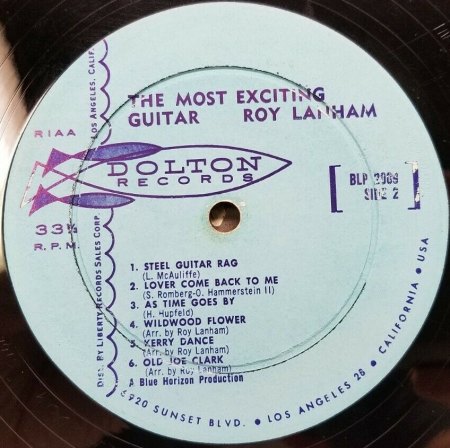 THE MOST EXCITING
GUITAR ROY LANHAM
RIAA
DOLTON
RECORDS
33⅓
R.P.M.
[ BLP 2009
SIDE 2 ]
1. STEEL GUITAR RAG
(L. McAuliffe)
2. LOVER COME BACK TO ME
(S. Romberg-O. Hammerstein II)
3. AS TIME GOES BY
(H. Hupfeld)
4. WILDWOOD FLOWER
(Arr. by Roy Lanham)
5. KERRY DANCE
(Arr. by Roy Lanham)
6. OLD JOE CLARK
(Arr. by Roy Lanham)
A Blue Horizon Production
Dist. By Liberty Records Sales Corp.
LOS ANGELES, CALIF.
6920 SUNSET BLVD. • LOS ANGELES 28 • CALIFORNIA • USA